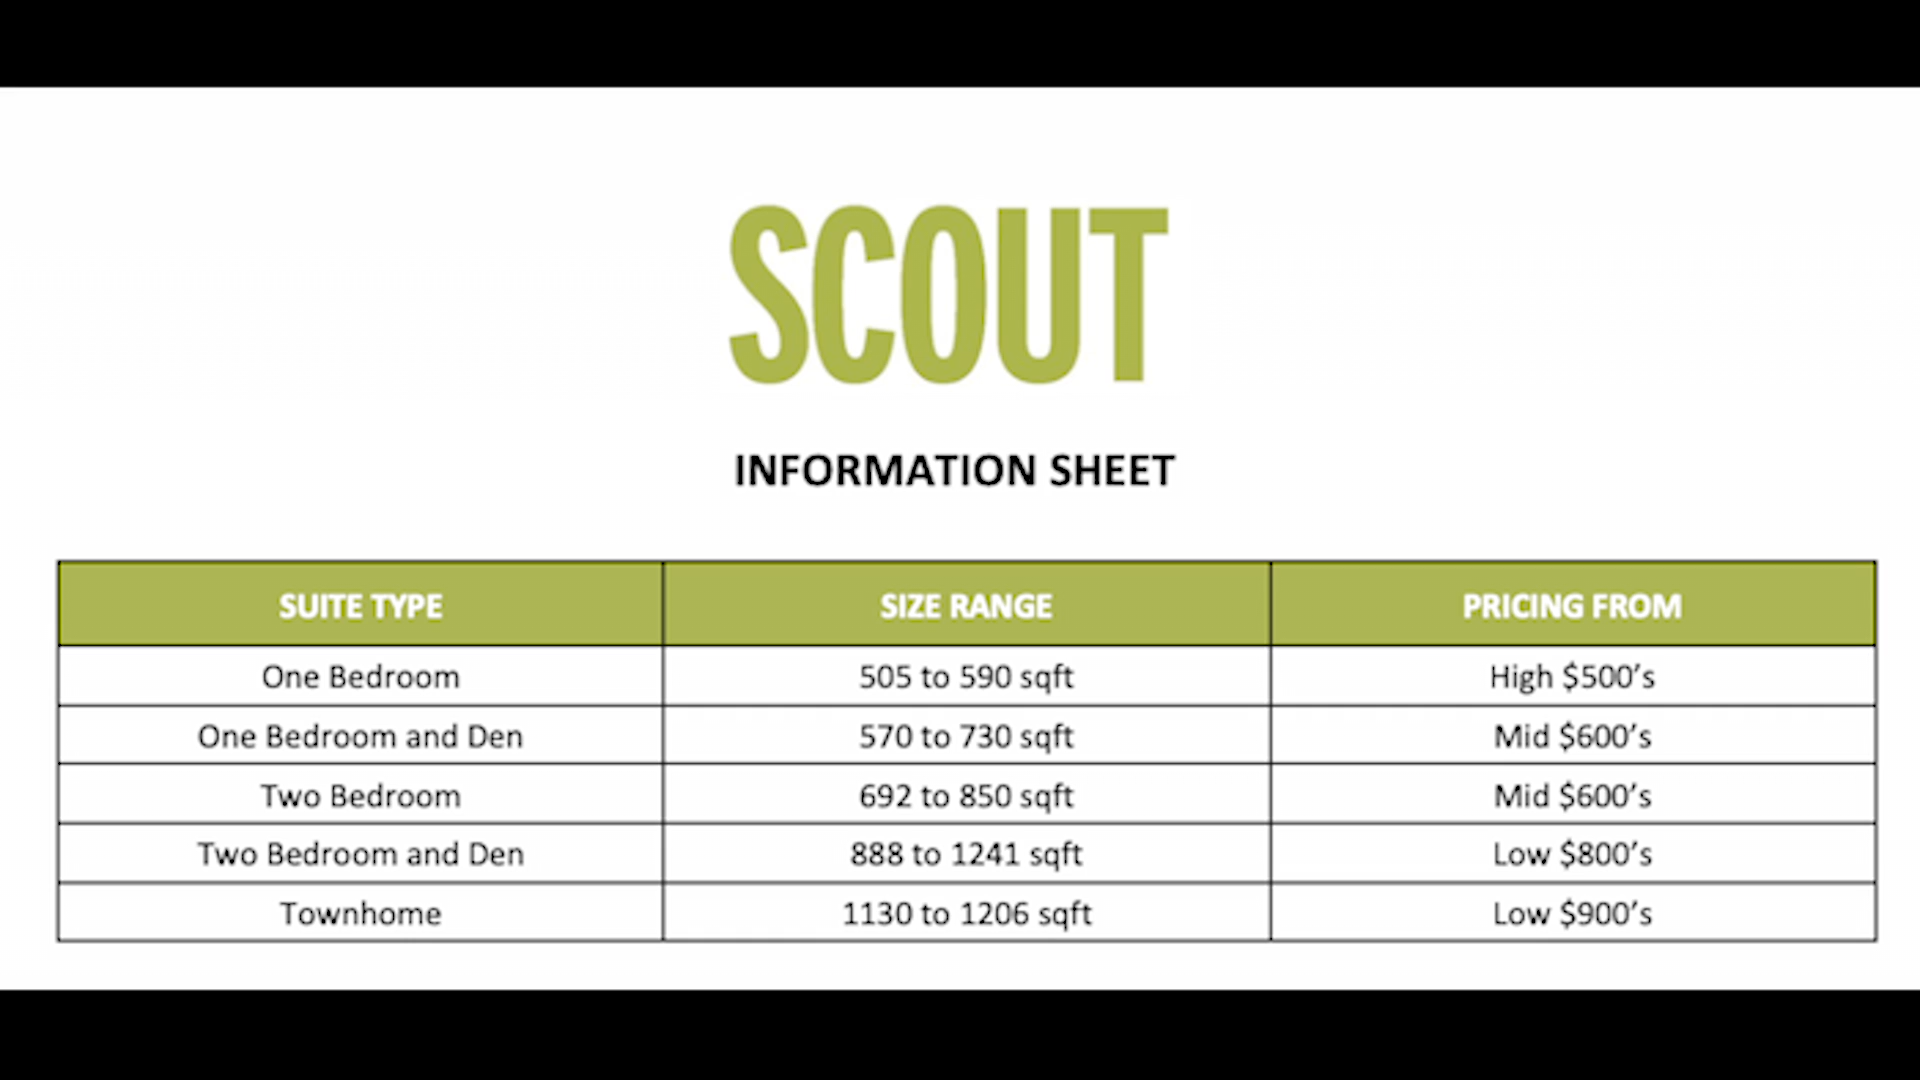 SCOUT
INFORMATION SHEET
SUITE TYPE SIZE RANGE PRICING FROM
One Bedroom 505 to 590 sqft High $500’s
One Bedroom and Den 570 to 730 sqft Mid $600’s
Two Bedroom 692 to 850 sqft Mid $600’s
Two Bedroom and Den 888 to 1241 sqft Low $800’s
Townhome 1130 to 1206 sqft Low $900’s